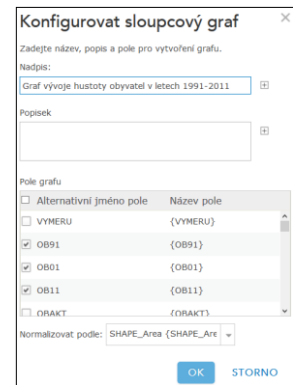 Konfigurovat sloupcový graf
Zadejte název, popis a pole pro vytvoření grafu.
Nadpis:
Graf vývoje hustoty obyvatel v letech 1991-2011
Popisek
Pole grafu
Alternativní jméno pole Název pole
VYMERU {VYMERU}
OB91 {OB91}
OB01 {OB01}
OB11 {OB11}
OBAKT {OBAKT}
Normalizovat podle: SHAPE_Area {SHAPE_Are
OK STORNO